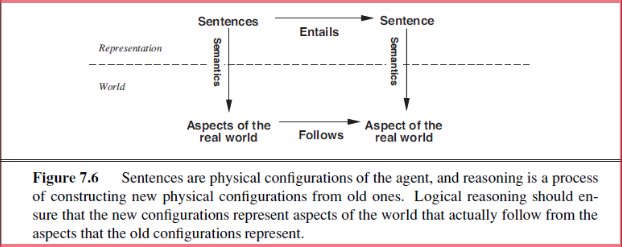 Sentences Sentence
Entails
Semantics Semantics
Representation
World
Aspects of the Aspect of the
real world Follows real world
Figure 7.6 Sentences are physical configurations of the agent, and reasoning is a process
of constructing new physical configurations from old ones. Logical reasoning should en-
sure that the new configurations represent aspects of the world that actually follow from the
aspects that the old configurations represent.